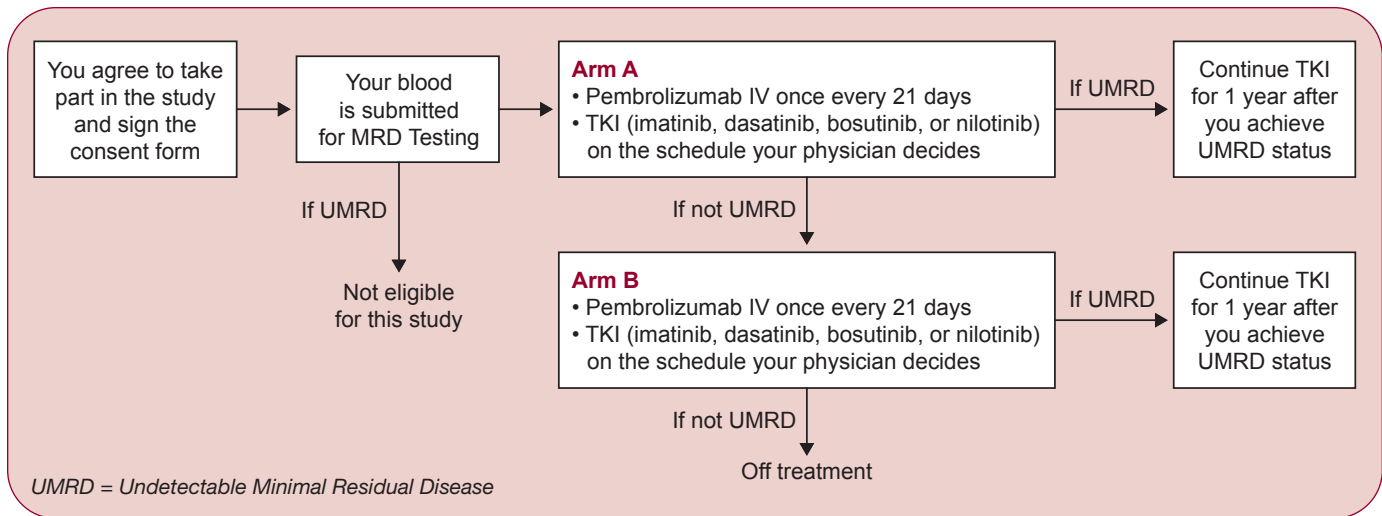 You agree to take
part in the study
and sign the
consent form
Your blood
is submitted
for MRD Testing
If UMRD
Not eligible
for this study
Arm A
• Pembrolizumab IV once every 21 days
• TKI (imatinib, dasatinib, bosutinib, or nilotinib)
on the schedule your physician decides
If UMRD
Continue TKI
for 1 year after
you achieve
UMRD status
If not UMRD
Arm B
• Pembrolizumab IV once every 21 days
• TKI (imatinib, dasatinib, bosutinib, or nilotinib)
on the schedule your physician decides
If UMRD
Continue TKI
for 1 year after
you achieve
UMRD status
If not UMRD
Off treatment
UMRD = Undetectable Minimal Residual Disease